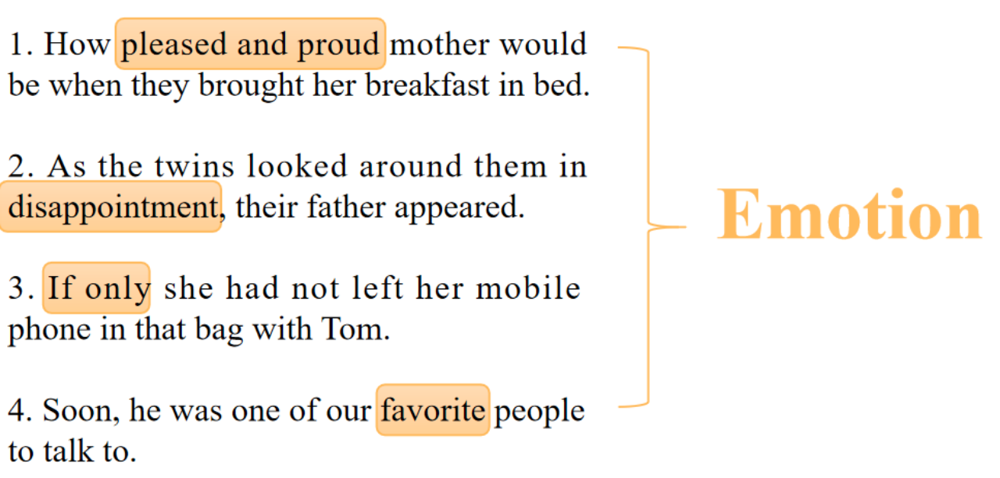 1. How pleased and proud mother would
be when they brought her breakfast in bed.
2. As the twins looked around them in
disappointment, their father appeared.
3. If only she had not left her mobile
phone in that bag with Tom.
4. Soon, he was one of our favorite people
to talk to.
Emotion